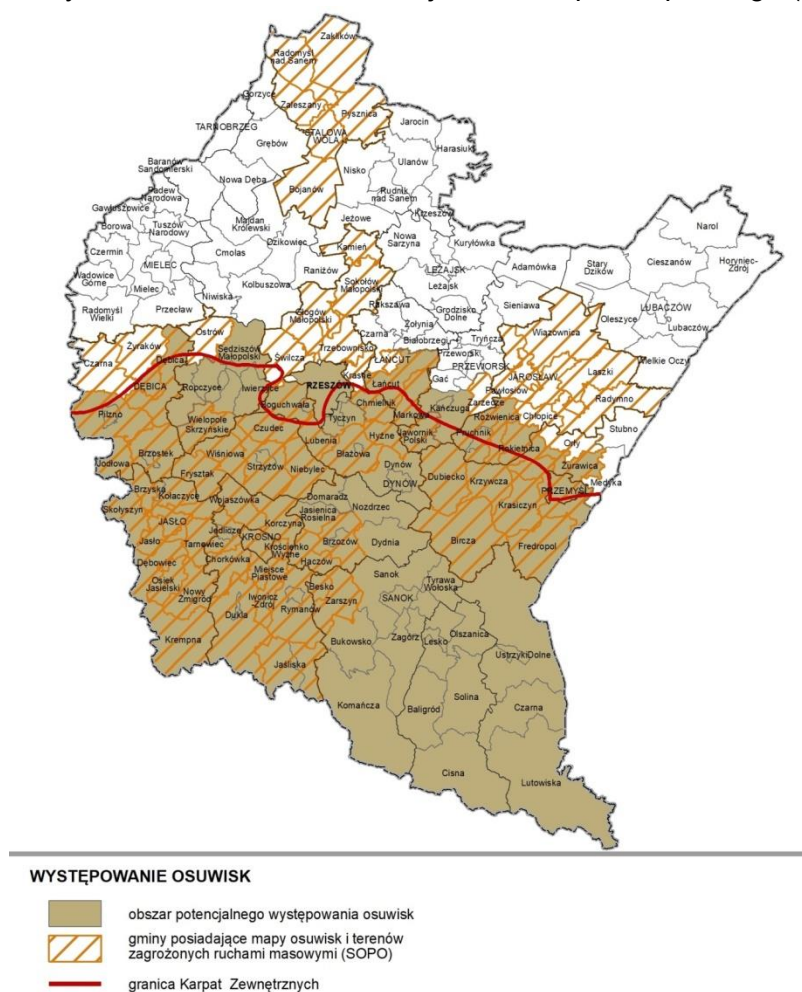 Zaklików
Radomyśl
nad Sanem
Gorzyce
Zaleszany
Pysznica
TARNOBRZEG
STALOWA
WOLA
Jarocin
Grębów
Ulanów
Harasiuki
Baranów
Sandomierski
Nowa Dęba
Bojanów
Nisko
Rudnik
nad Sanem
Padew
Narodowa
Gawłuszowice
Majdan
Królewski
Jeżowe
Krzeszów
Borowa
Tuszów
Narodowy
Dzikowiec
Kamień
Nowa
Sarzyna
Kuryłówka
Narol
Czermin
Cmolas
LEŻAJSK
Adamówka
Stary
Dzików
Cieszanów
Horyniec-
Zdrój
MIELEC
Raniżów
Wadowice
Górne
Mielec
Kolbuszowa
Sokołów
Małopolski
Leżajsk
Niwiska
Rakszawa
Grodzisko
Dolne
Sieniawa
LUBACZÓW
Radomyśl
Wielki
Przecław
Głogów
Małopolski
Żołynia
Oleszyce
Lubaczów
Ostrów
Czarna
Białobrzegi
Tryńcza
Wiązownica
Żyraków
Sędziszów
Małopolski
Świlcza
Trzebownisko
Przeworsk
Wielkie Oczy
Czarna
Dębica
ŁAŃCUT
PRZEWORSK
Laszki
DĘBICA
Ropczyce
Iwierzyce
RZESZÓW
Krasne
Łańcut
Gać
JAROSŁAW
Pawłosiów
Radymno
Pilzno
Boguchwała
Chmielnik
Kańczuga
Zarzecze
Wielopole
Skrzyńskie
Czudec
Tyczyn
Markowa
Roźwienica
Chłopice
Stubno
Lubenia
Hyżne
Jawornik
Polski
Pruchnik
Orły
Brzostek
Wiśniowa
Błażowa
Rokietnica
Jodłowa
Strzyżów
Niebylec
Dynów
Żurawica
Frysztak
DYNÓW
Dubiecko
Krzywcza
PRZEMYŚL
Medyka
Brzyska
Kołaczyce
Wojaszówka
Domaradz
Skołyszyn
Jasienica
Rosielna
Nozdrzec
Krasiczyn
JASŁO
Jedlicze
Korczyna
Jasło
Tarnowiec
KROSNO
Krościenko
Wyżne
Brzozów
Dydnia
Bircza
Fredropol
Chorkówka
Dębowiec
Miejsce
Piastowe
Haczów
Osiek
Jasielski
Nowy
Żmigród
Iwonicz
Zdrój
Besko
Sanok
Tyrawa
Wołoska
Dukla
Rymanów
Zarszyn
SANOK
Krempna
Bukowsko
Zagórz
Lesko
Olszanica
Ustrzyki Dolne
Jaśliska
Komańcza
Baligród
Solina
Czarna
Cisna
Lutowiska
WYSTĘPOWANIE OSUWISK
obszar potencjalnego występowania osuwisk
gminy posiadające mapy osuwisk i terenów
zagrożonych ruchami masowymi (SOPO)
granica Karpat Zewnętrznych